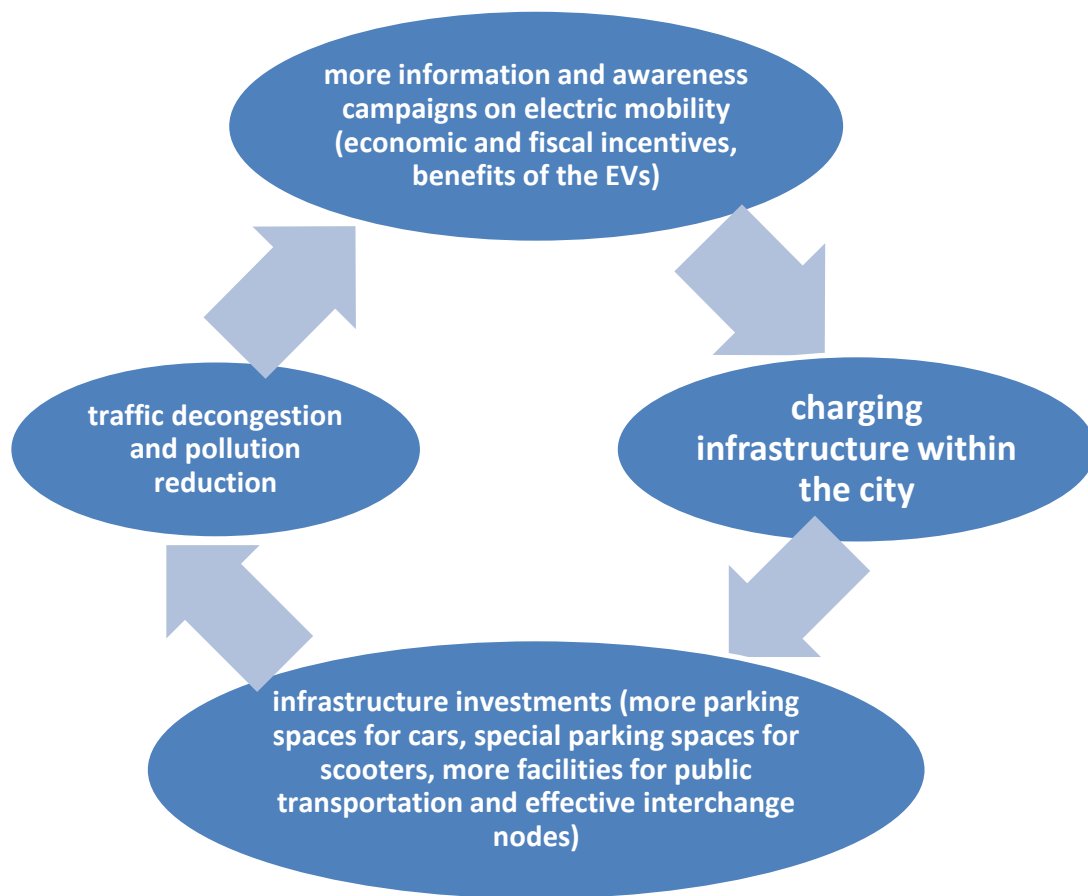 more information and awareness
campaigns on electric mobility
(economic and fiscal incentives,
benefits of the EVs)
charging
infrastructure within
the city
infrastructure investments (more parking
spaces for cars, special parking spaces for
scooters, more facilities for public
transportation and effective interchange
nodes)
traffic decongestion
and pollution
reduction